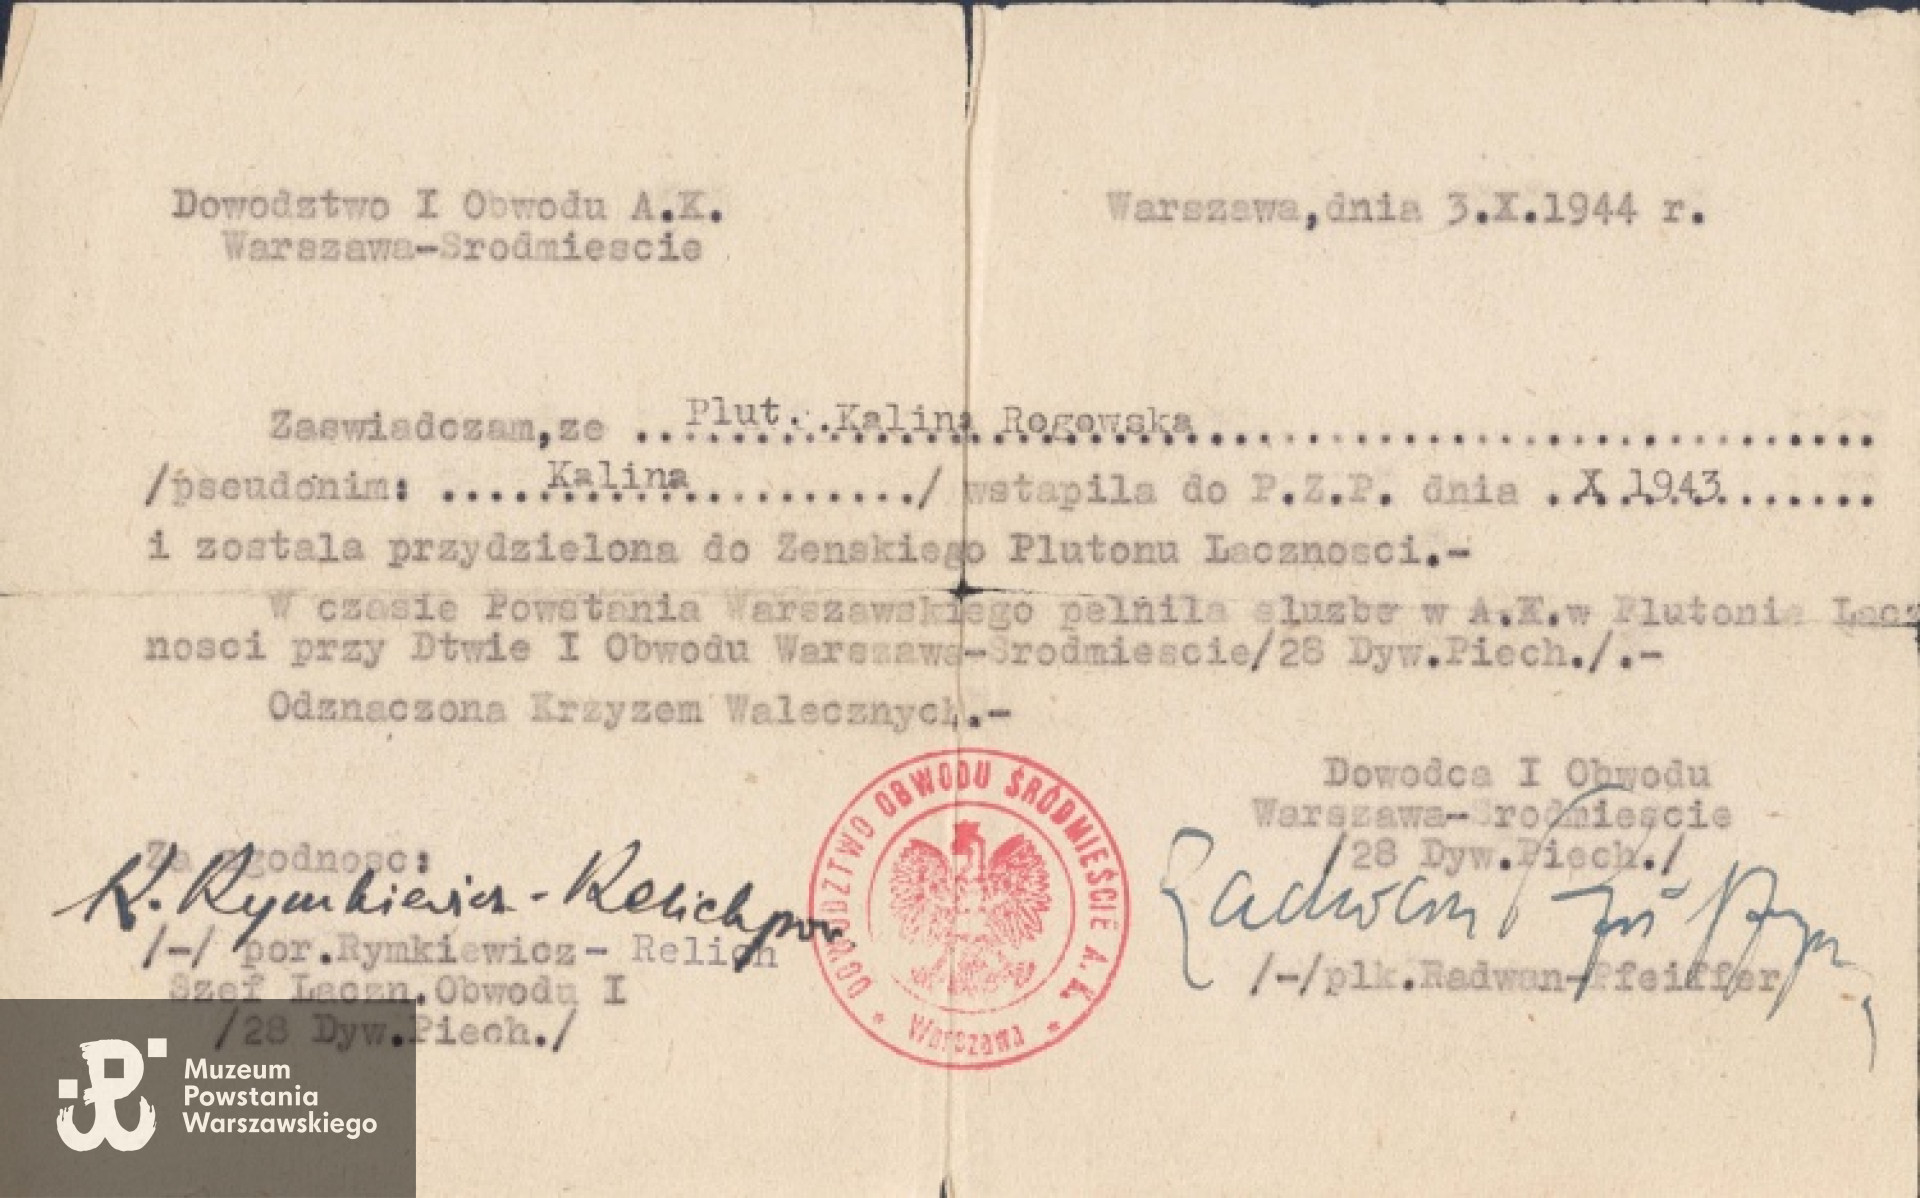 Dowodztwo I Obwodu A.K.
Warszawa-Srodmiescie
Warszawa,dnia 3.X.1944 r.
Zaswiadczam,ze ..Plut...Kalina Rogowska..............................
/pseudonim: .....Kalina............../ wstapila do P.Z.P. dnia ..X.1943.......
i zostala przydzielona do Zenskiego Plutonu Lacznosci.-
W czasie Powstania Warszawskiego pelnila sluzbe w A.K.w Plutonie Lacz
nosci przy Dtwie I Obwodu Warszawa-Srodmiescie/28 Dyw.Piech./.-
Odznaczona Krzyzem Walecznych.-
Dowodca I Obwodu
Warszawa-Srodmiescie
/28 Dyw.Piech./
/-/plk.Radwan-Pfeiffer
Za zgodnosc:
K. Rymkiewicz - Relich por.
/-/ por.Rymkiewicz- Relich
Szef Laczn.Obwodu I
/28 Dyw.Piech./
DOWÓDZTWO OBWODU ŚRÓDMIEŚCIE A.K.
* Warszawa *
Muzeum
Powstania
Warszawskiego